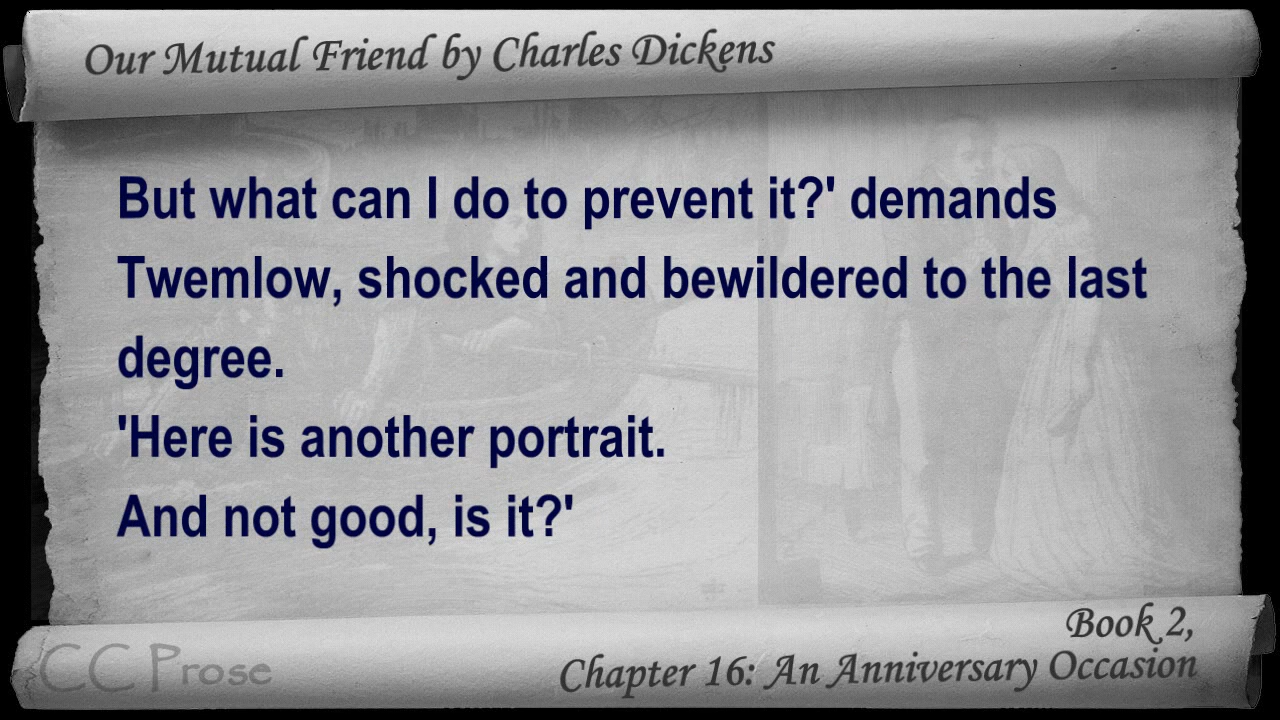 Our Mutual Friend by Charles Dickens
But what can I do to prevent it?' demands
Twemlow, shocked and bewildered to the last
degree.
'Here is another portrait.
And not good, is it?'
Book 2,
Chapter 16: An Anniversary Occasion
CC Prose